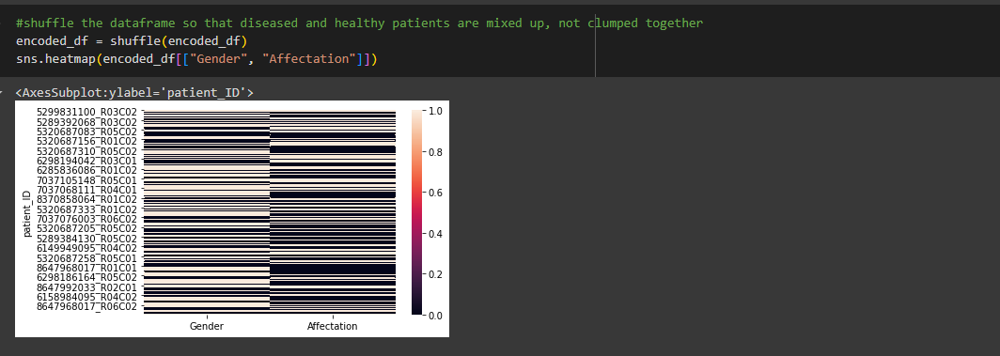 #shuffle the dataframe so that diseased and healthy patients are mixed up, not clumped together
encoded_df = shuffle(encoded_df)
sns.heatmap(encoded_df[["Gender", "Affectation"]])
<AxesSubplot:ylabel='patient_ID'>
5299831100_R03C02
5289392068_R03C02
5320687083_R05C02
5320687156_R01C02
5320687310_R05C02
6298194042_R03C01
6285836086_R01C02
7037105148_R05C01
7037068111_R04C01
8370858064_R01C02
5320687333_R01C02
7037076003_R06C02
5320687205_R05C02
5289384130_R05C02
6149949095_R04C02
5320687258_R05C01
8647968017_R01C01
6298186164_R05C02
8647992033_R02C01
6158984095_R04C02
8647968017_R06C02
patient_ID
Gender
Affectation
1.0
0.8
0.6
0.4
0.2
0.0